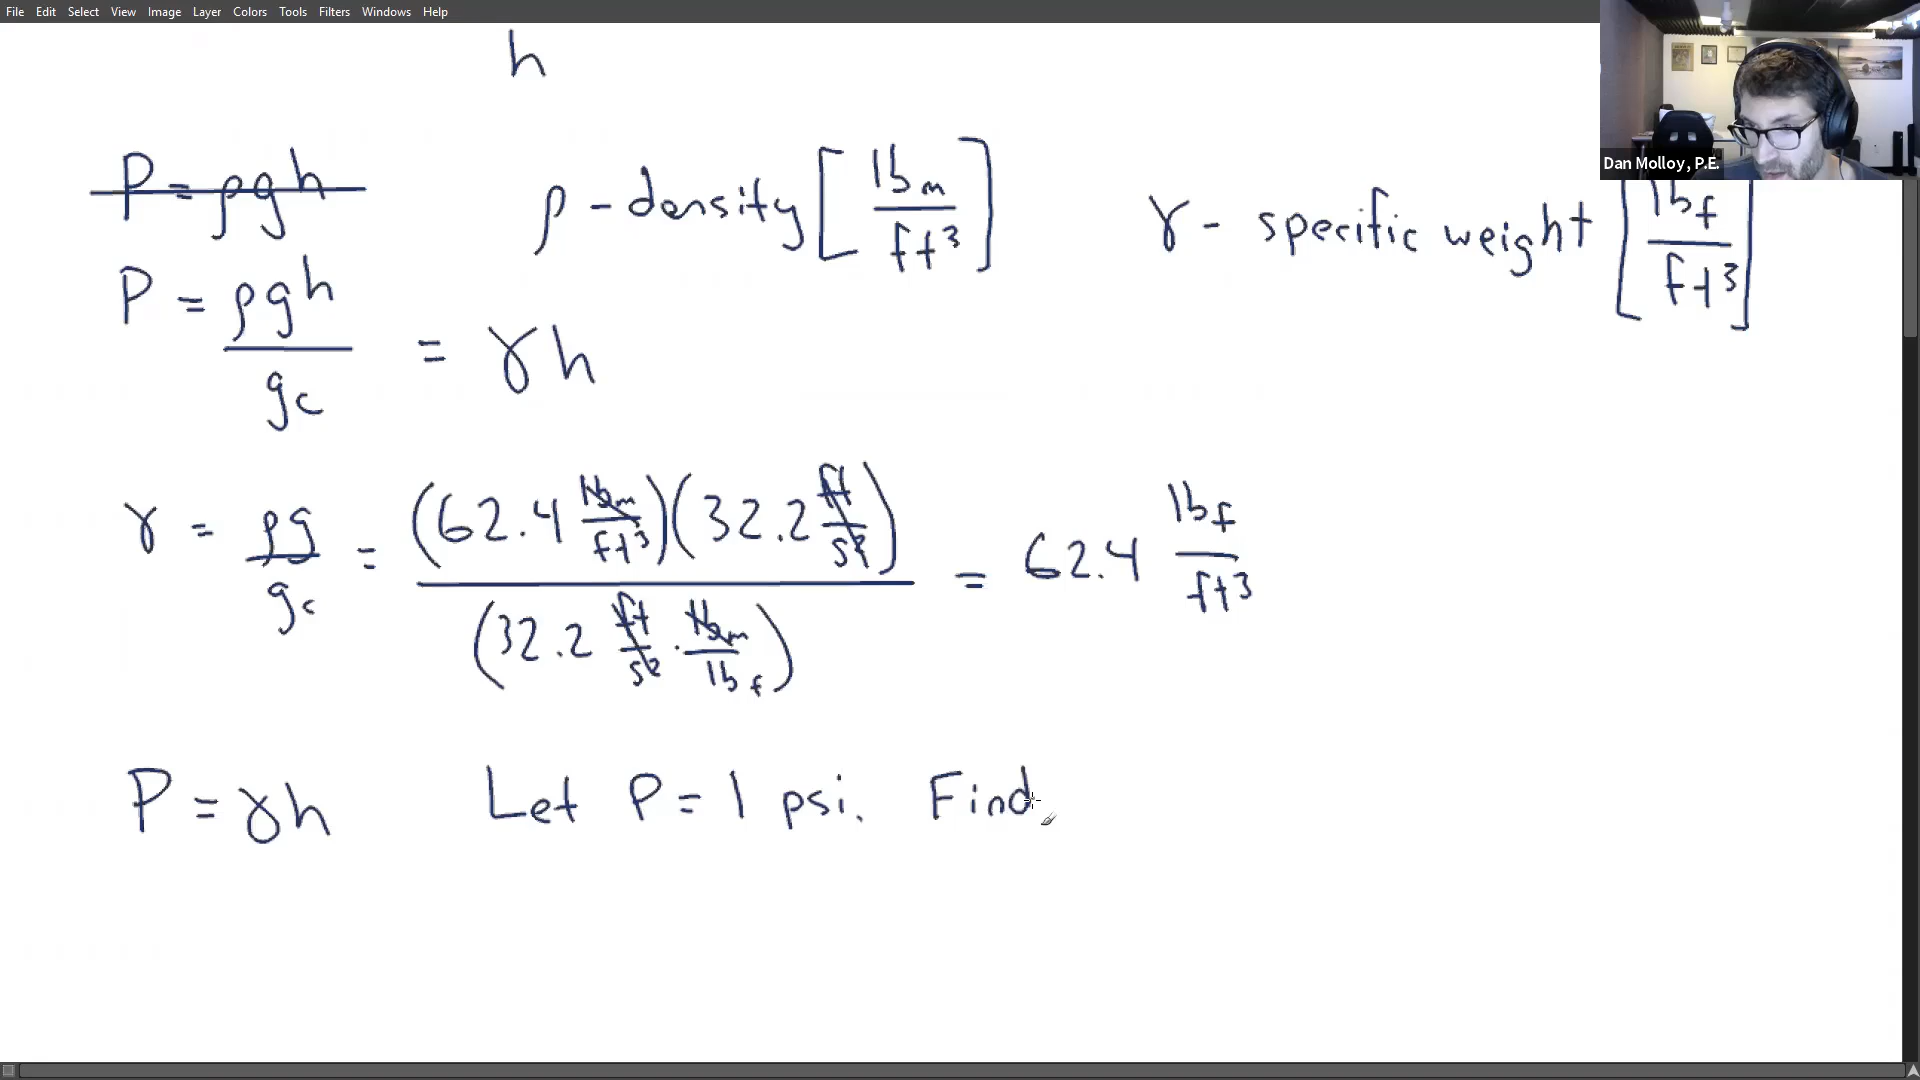 File Edit Select View Image Layer Colors Tools Filters Windows Help
h
Dan Molloy, P.E.
P = ρgh
ρ - density [lbm/ft³]
γ - specific weight [lbf/ft³]
P = ρgh/gc = γh
γ = ρg/gc = (62.4 lbm/ft³)(32.2 ft/s²)/(32.2 ft/s² · lbm/lbf) = 62.4 lbf/ft³
P = γh Let P = 1 psi. Find